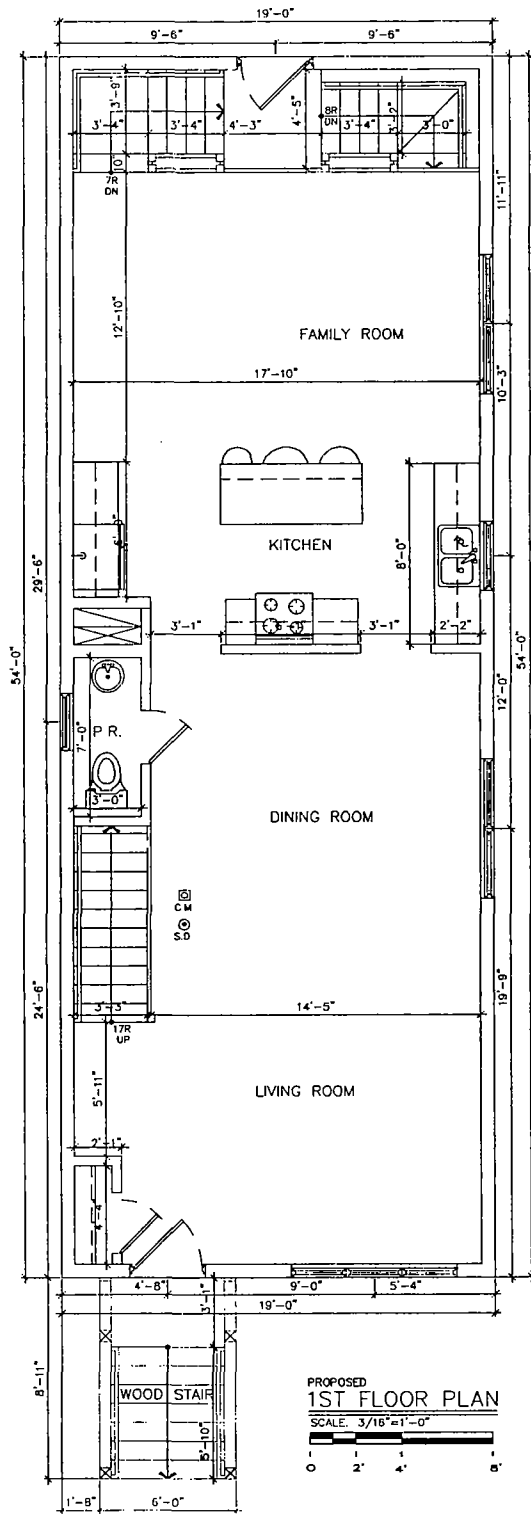 19'-0"
9'-6" 9'-6"
3'-9"
3'-4" 3'-4" 4'-3" 4'-5" 3'-4" 3'-0"
10"
7R
DN
8R
DN
11'-11"
FAMILY ROOM
12'-10"
17'-10"
10'-3"
KITCHEN
8'-0"
29'-6"
54'-0"
54'-0"
3'-1" 3'-1" 2'-2"
12'-0"
P.R.
7'-0"
3'-0"
DINING ROOM
C.M
S.D
3'-3" 14'-5"
17R
UP
24'-6"
19'-9"
5'-11"
LIVING ROOM
2'-1"
4'-4"
4'-8" 9'-0" 5'-4"
3'-1"
19'-0"
8'-11"
WOOD STAIR
5'-10"
1'-8" 6'-0"
PROPOSED
1ST FLOOR PLAN
SCALE. 3/16"=1'-0"
0 2' 4' 8'